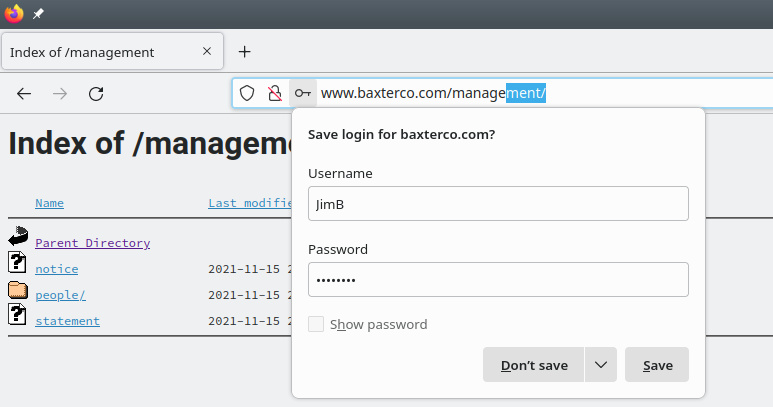 Index of /management
www.baxterco.com/management/
Index of /managem
Save login for baxterco.com?
Username
JimB
Password
••••••••
Show password
Don't save
Save
Name
Last modifie
Parent Directory
notice
2021-11-15 2
people/
2021-11-15 2
statement
2021-11-15 2